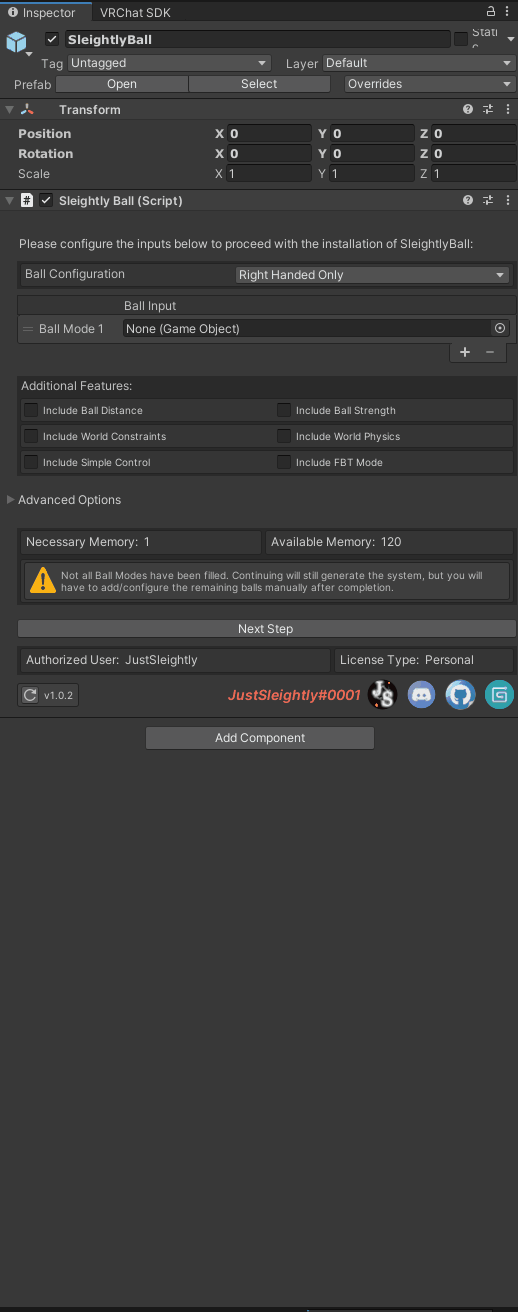 Inspector VRChat SDK
SleightlyBall Static
Tag Untagged Layer Default
Prefab Open Select Overrides
Transform
Position X 0 Y 0 Z 0
Rotation X 0 Y 0 Z 0
Scale X 1 Y 1 Z 1
# Sleightly Ball (Script)
Please configure the inputs below to proceed with the installation of SleightlyBall:
Ball Configuration Right Handed Only
Ball Input
Ball Mode 1 None (Game Object)
+ −
Additional Features:
Include Ball Distance Include Ball Strength
Include World Constraints Include World Physics
Include Simple Control Include FBT Mode
Advanced Options
Necessary Memory: 1 Available Memory: 120
Not all Ball Modes have been filled. Continuing will still generate the system, but you will
have to add/configure the remaining balls manually after completion.
Next Step
Authorized User: JustSleightly License Type: Personal
v1.0.2 JustSleightly#0001 JS
Add Component